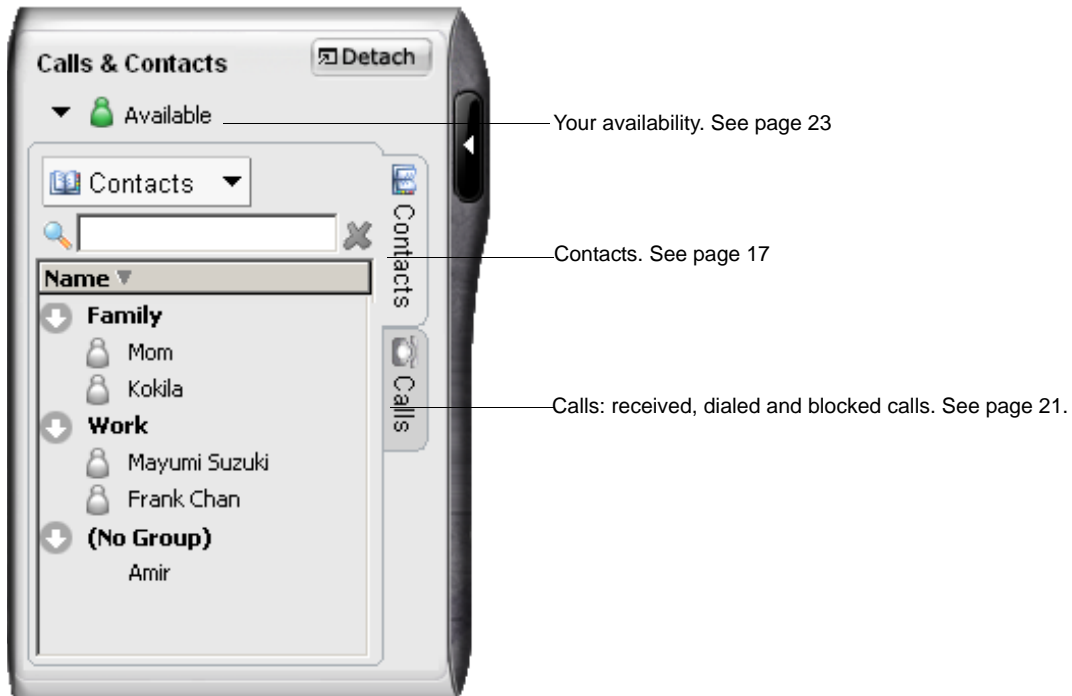 Calls & Contacts
Detach
Available
Your availability. See page 23
Contacts
Contacts
Contacts. See page 17
Name
Family
Mom
Kokila
Calls
Calls: received, dialed and blocked calls. See page 21.
Work
Mayumi Suzuki
Frank Chan
(No Group)
Amir